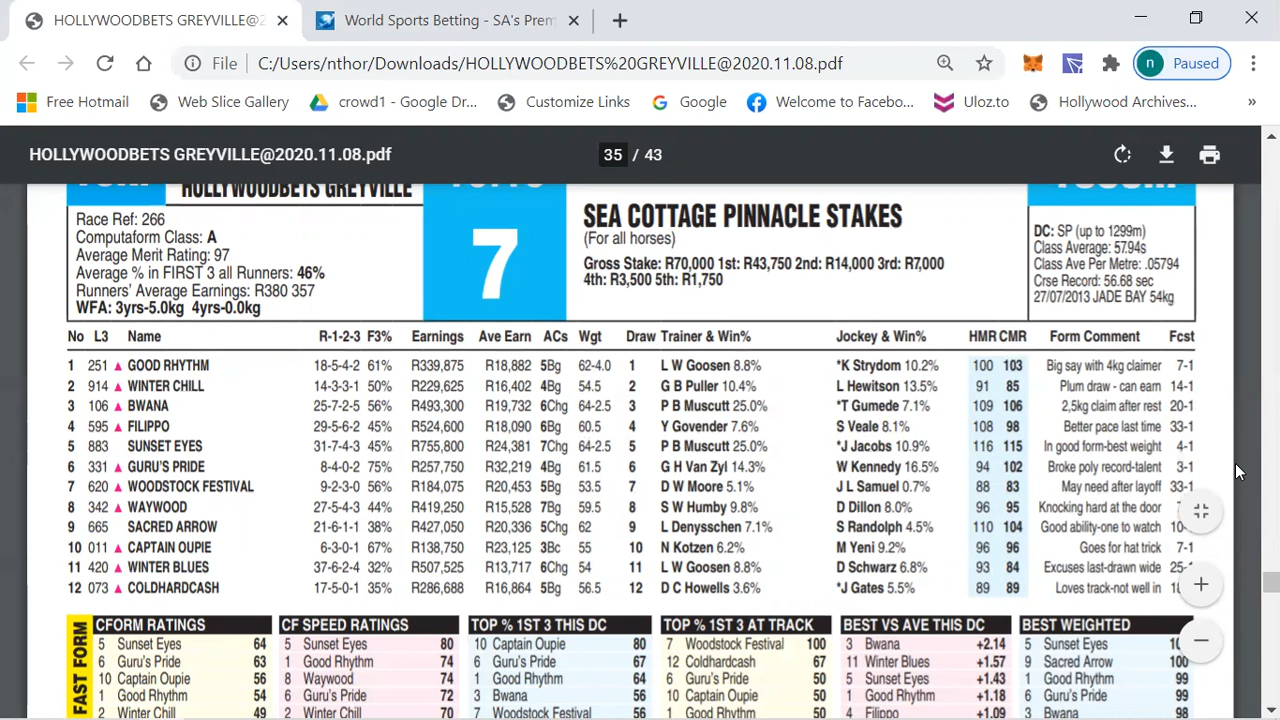 HOLLYWOODBETS GREYVILLE@2
World Sports Betting - SA's Prem
File C:/Users/nthor/Downloads/HOLLYWOODBETS%20GREYVILLE@2020.11.08.pdf n Paused
Free Hotmail Web Slice Gallery crowd1 - Google Dr... Customize Links Google Welcome to Facebo... Uloz.to Hollywood Archives... »
HOLLYWOODBETS GREYVILLE@2020.11.08.pdf 35 / 43
HOLLYWOODBETS GREYVILLE
Race Ref: 266
Computaform Class: A
Average Merit Rating: 97
Average % in FIRST 3 all Runners: 46%
Runners' Average Earnings: R380 357
WFA: 3yrs-5.0kg 4yrs-0.0kg
7
SEA COTTAGE PINNACLE STAKES
(For all horses)
Gross Stake: R70,000 1st: R43,750 2nd: R14,000 3rd: R7,000
4th: R3,500 5th: R1,750
DC: SP (up to 1299m)
Class Average: 57.94s
Class Ave Per Metre: .05794
Crse Record: 56.68 sec
27/07/2013 JADE BAY 54kg
No L3 Name R-1-2-3 F3% Earnings Ave Earn ACs Wgt Draw Trainer & Win% Jockey & Win% HMR CMR Form Comment Fcst
1 251 ▲ GOOD RHYTHM 18-5-4-2 61% R339,875 R18,882 5Bg 62-4.0 1 L W Goosen 8.8% *K Strydom 10.2% 100 103 Big say with 4kg claimer 7-1
2 914 ▲ WINTER CHILL 14-3-3-1 50% R229,625 R16,402 4Bg 54.5 2 G B Puller 10.4% L Hewitson 13.5% 91 85 Plum draw - can earn 14-1
3 106 ▲ BWANA 25-7-2-5 56% R493,300 R19,732 6Chg 64-2.5 3 P B Muscutt 25.0% *T Gumede 7.1% 109 106 2,5kg claim after rest 20-1
4 595 ▲ FILIPPO 29-5-6-2 45% R524,600 R18,090 6Bg 60.5 4 Y Govender 7.6% S Veale 8.1% 108 98 Better pace last time 33-1
5 883 SUNSET EYES 31-7-4-3 45% R755,800 R24,381 7Chg 64-2.5 5 P B Muscutt 25.0% *J Jacobs 10.9% 116 115 In good form-best weight 4-1
6 331 ▲ GURU'S PRIDE 8-4-0-2 75% R257,750 R32,219 4Bg 61.5 6 G H Van Zyl 14.3% W Kennedy 16.5% 94 102 Broke poly record-talent 3-1
7 620 ▲ WOODSTOCK FESTIVAL 9-2-3-0 56% R184,075 R20,453 5Bg 53.5 7 D W Moore 5.1% J L Samuel 0.7% 88 83 May need after layoff 33-1
8 342 ▲ WAYWOOD 27-5-4-3 44% R419,250 R15,528 7Bg 59.5 8 S W Humby 9.8% D Dillon 8.0% 96 95 Knocking hard at the door
9 665 SACRED ARROW 21-6-1-1 38% R427,050 R20,336 5Chg 62 9 L Denysschen 7.1% S Randolph 4.5% 110 104 Good ability-one to watch 10-
10 011 ▲ CAPTAIN OUPIE 6-3-0-1 67% R138,750 R23,125 3Bc 55 10 N Kotzen 6.2% M Yeni 9.2% 96 96 Goes for hat trick 7-1
11 420 ▲ WINTER BLUES 37-6-2-4 32% R507,525 R13,717 6Chg 54 11 L W Goosen 8.8% D Schwarz 6.8% 93 84 Excuses last-drawn wide 25-
12 073 ▲ COLDHARDCASH 17-5-0-1 35% R286,688 R16,864 5Bg 56.5 12 D C Howells 3.6% *J Gates 5.5% 89 89 Loves track-not well in
FAST FORM
CFORM RATINGS
5 Sunset Eyes 64
6 Guru's Pride 63
10 Captain Oupie 56
1 Good Rhythm 54
2 Winter Chill 49
CF SPEED RATINGS
5 Sunset Eyes 80
1 Good Rhythm 74
8 Waywood 74
6 Guru's Pride 72
2 Winter Chill 70
TOP % 1ST 3 THIS DC
10 Captain Oupie 80
6 Guru's Pride 67
1 Good Rhythm 64
3 Bwana 56
7 Woodstock Festival 56
TOP % 1ST 3 AT TRACK
7 Woodstock Festival 100
12 Coldhardcash 67
6 Guru's Pride 50
10 Captain Oupie 50
1 Good Rhythm 50
BEST VS AVE THIS DC
3 Bwana +2.14
11 Winter Blues +1.57
5 Sunset Eyes +1.43
1 Good Rhythm +1.18
4 Filippo +1.09
BEST WEIGHTED
5 Sunset Eyes
9 Sacred Arrow 100
1 Good Rhythm 99
6 Guru's Pride 99
3 Bwana 98